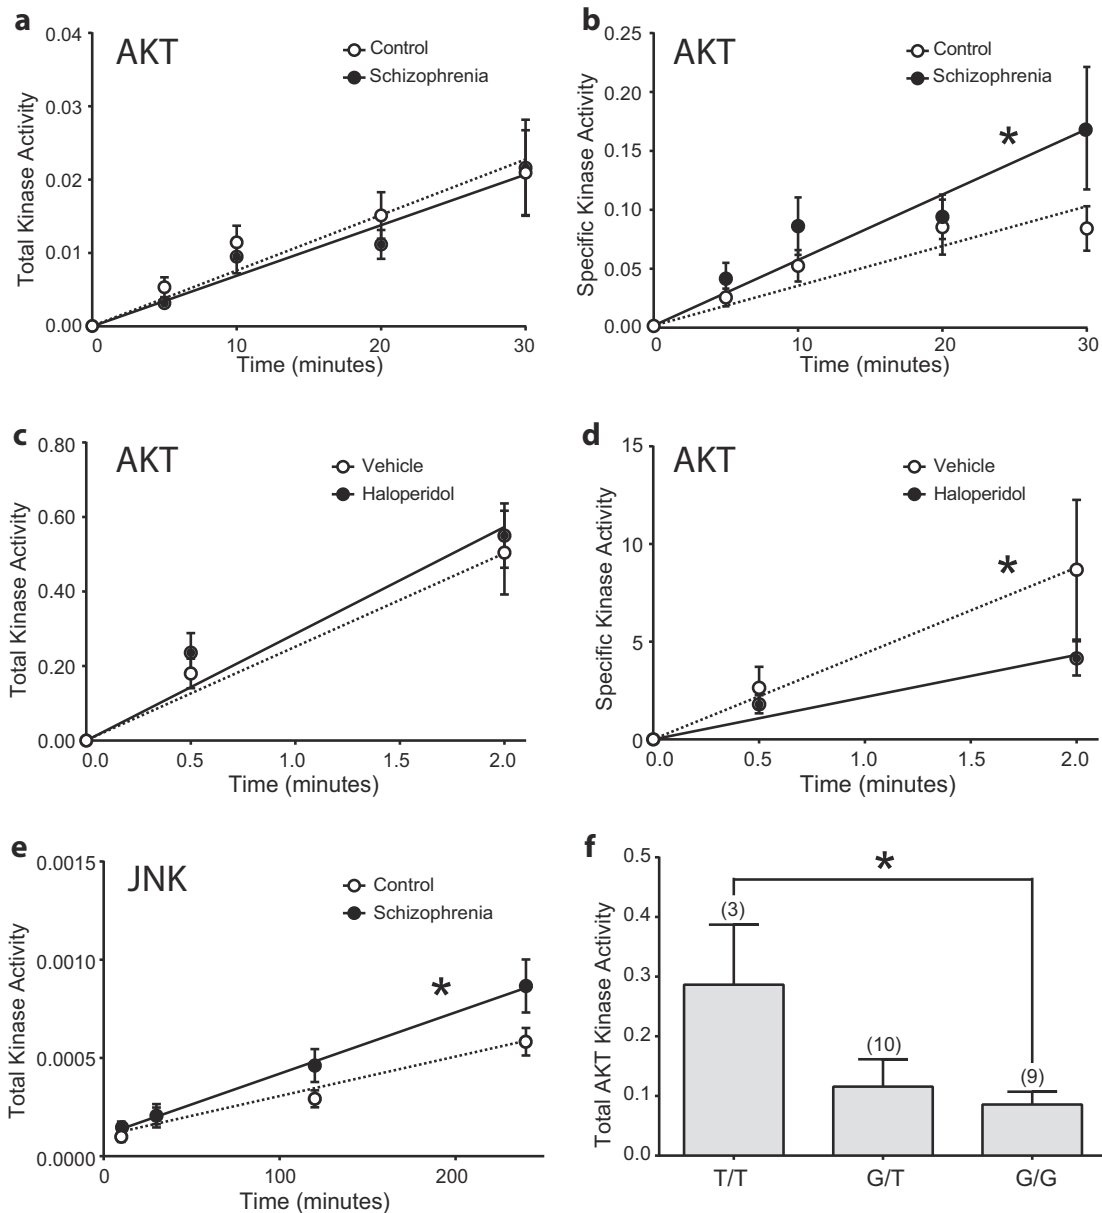 a
AKT
Control
Schizophrenia
Total Kinase Activity
0.04
0.03
0.02
0.01
0.00
0 10 20 30
Time (minutes)
b
AKT
Control
Schizophrenia
*
Specific Kinase Activity
0.25
0.20
0.15
0.10
0.05
0.00
0 10 20 30
Time (minutes)
c
AKT
Vehicle
Haloperidol
Total Kinase Activity
0.80
0.60
0.40
0.20
0.00
0.0 0.5 1.0 1.5 2.0
Time (minutes)
d
AKT
Vehicle
Haloperidol
*
Specific Kinase Activity
15
10
5
0
0.0 0.5 1.0 1.5 2.0
Time (minutes)
e
JNK
Control
Schizophrenia
*
Total Kinase Activity
0.0015
0.0010
0.0005
0.0000
100 200
Time (minutes)
f
*
Total AKT Kinase Activity
0.5
0.4
0.3
0.2
0.1
0.0
(3)
(10)
(9)
T/T G/T G/G